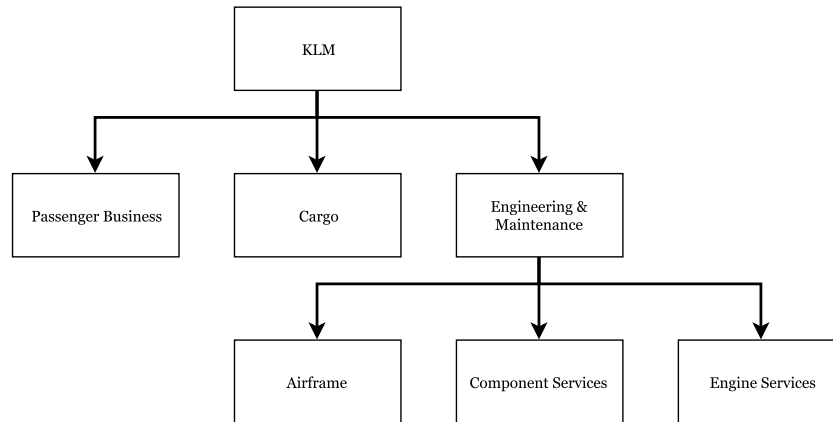 KLM
Passenger Business
Cargo
Engineering &
Maintenance
Airframe
Component Services
Engine Services